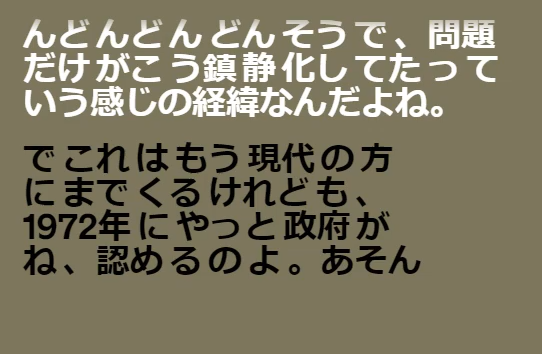 んどんどんどんそうで、問題
だけがこう鎮静化してたって
いう感じの経緯なんだよね。
でこれはもう現代の方
にまでくるけれども、
1972年にやっと政府が
ね、認めるのよ。あそん